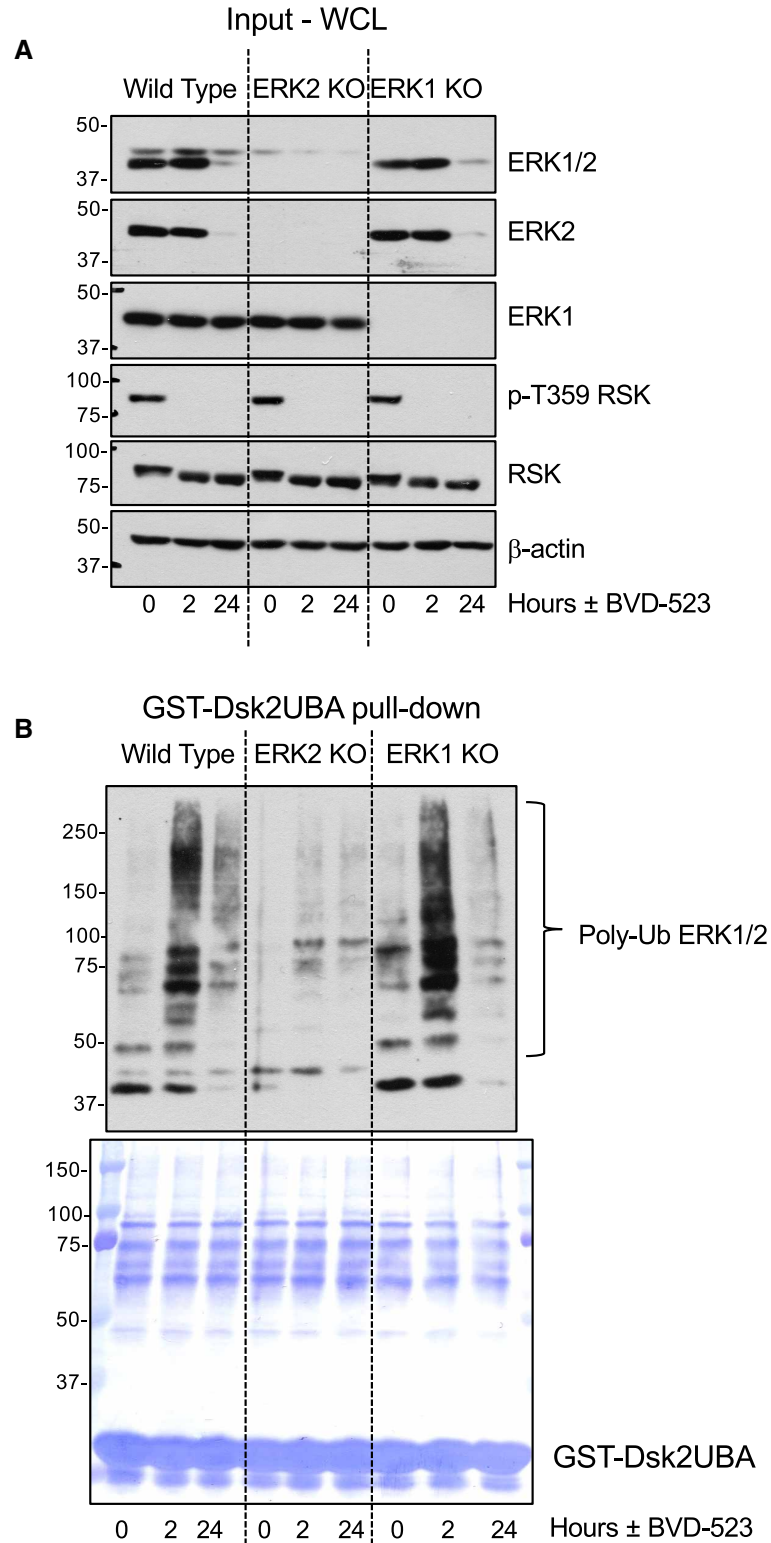 Input - WCL
A
Wild Type ERK2 KO ERK1 KO
50-
37-
ERK1/2
50-
37-
ERK2
50-
37-
ERK1
100-
75-
p-T359 RSK
100-
75-
RSK
50-
37-
β-actin
0 2 24 0 2 24 0 2 24 Hours ± BVD-523
B
GST-Dsk2UBA pull-down
Wild Type ERK2 KO ERK1 KO
250-
150-
100-
75-
50-
37-
Poly-Ub ERK1/2
150-
100-
75-
50-
37-
GST-Dsk2UBA
0 2 24 0 2 24 0 2 24 Hours ± BVD-523